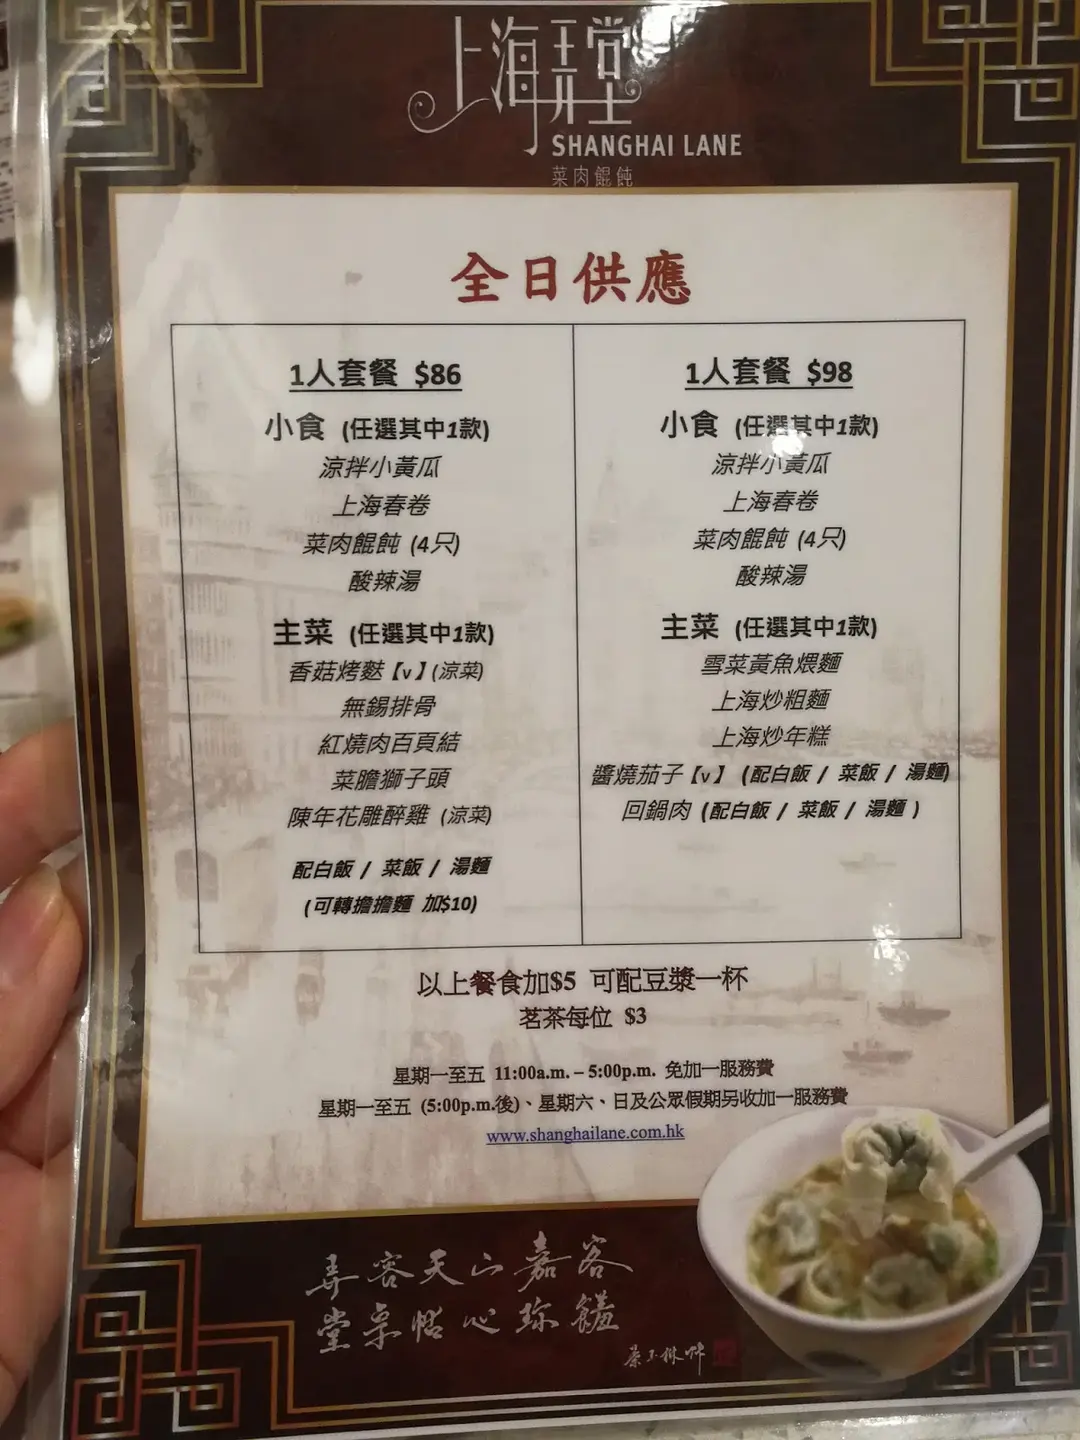 上海弄堂
SHANGHAI LANE
菜肉餛飩
全日供應
1人套餐 $86
小食 (任選其中1款)
涼拌小黃瓜
上海春卷
菜肉餛飩 (4只)
酸辣湯
主菜 (任選其中1款)
香菇烤麩【v】(涼菜)
無錫排骨
紅燒肉百頁結
菜膽獅子頭
陳年花雕醉雞 (涼菜)
配白飯 / 菜飯 / 湯麵
(可轉擔擔麵 加$10)
1人套餐 $98
小食 (任選其中1款)
涼拌小黃瓜
上海春卷
菜肉餛飩 (4只)
酸辣湯
主菜 (任選其中1款)
雪菜黃魚煨麵
上海炒粗麵
上海炒年糕
醬燒茄子【v】 (配白飯 / 菜飯 / 湯麵)
回鍋肉 (配白飯 / 菜飯 / 湯麵 )
以上餐食加$5 可配豆漿一杯
茗茶每位 $3
星期一至五 11:00a.m. – 5:00p.m. 免加一服務費
星期一至五 (5:00p.m.後)、星期六、日及公眾假期另收加一服務費
www.shanghailane.com.hk